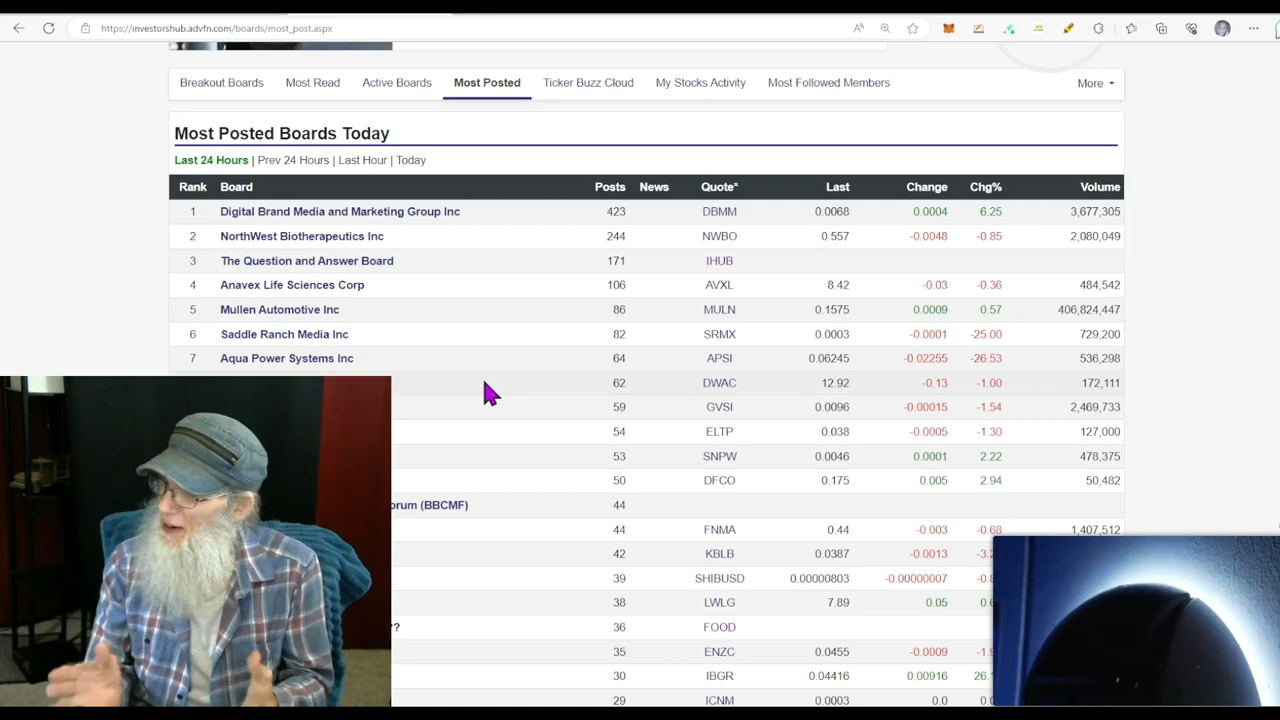 https://investorshub.advfn.com/boards/most_post.aspx
Breakout Boards Most Read Active Boards Most Posted Ticker Buzz Cloud My Stocks Activity Most Followed Members More
Most Posted Boards Today
Last 24 Hours | Prev 24 Hours | Last Hour | Today
Rank Board Posts News Quote* Last Change Chg% Volume
1 Digital Brand Media and Marketing Group Inc 423 DBMM 0.0068 0.0004 6.25 3,677,305
2 NorthWest Biotherapeutics Inc 244 NWBO 0.557 -0.0048 -0.85 2,080,049
3 The Question and Answer Board 171 IHUB
4 Anavex Life Sciences Corp 106 AVXL 8.42 -0.03 -0.36 484,542
5 Mullen Automotive Inc 86 MULN 0.1575 0.0009 0.57 406,824,447
6 Saddle Ranch Media Inc 82 SRMX 0.0003 -0.0001 -25.00 729,200
7 Aqua Power Systems Inc 64 APSI 0.06245 -0.02255 -26.53 536,298
62 DWAC 12.92 -0.13 -1.00 172,111
59 GVSI 0.0096 -0.00015 -1.54 2,469,733
54 ELTP 0.038 -0.0005 -1.30 127,000
53 SNPW 0.0046 0.0001 2.22 478,375
50 DFCO 0.175 0.005 2.94 50,482
orum (BBCMF) 44
44 FNMA 0.44 -0.003 -0.68 1,407,512
42 KBLB 0.0387 -0.0013
39 SHIBUSD 0.00000803 -0.00000007
38 LWLG 7.89 0.05
?? 36 FOOD
35 ENZC 0.0455 -0.0009
30 IBGR 0.04416 0.00916
29 ICNM 0.0003 0.0